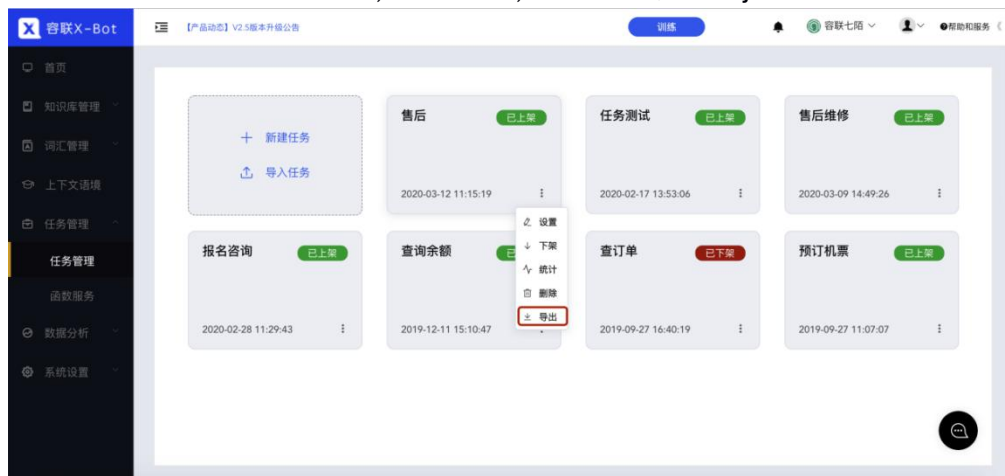 容联X-Bot
【产品动态】V2.5版本升级公告
训练
容联七陌
帮助和服务
首页
知识库管理
词汇管理
上下文语境
任务管理
任务管理
函数服务
数据分析
系统设置
+ 新建任务
导入任务
售后 已上架
2020-03-12 11:15:19
任务测试 已上架
2020-02-17 13:53:06
售后维修 已上架
2020-03-09 14:49:26
设置
下架
统计
删除
导出
报名咨询 已上架
2020-02-28 11:29:43
查询余额
2019-12-11 15:10:47
查订单 已下架
2019-09-27 16:40:19
预订机票 已上架
2019-09-27 11:07:07